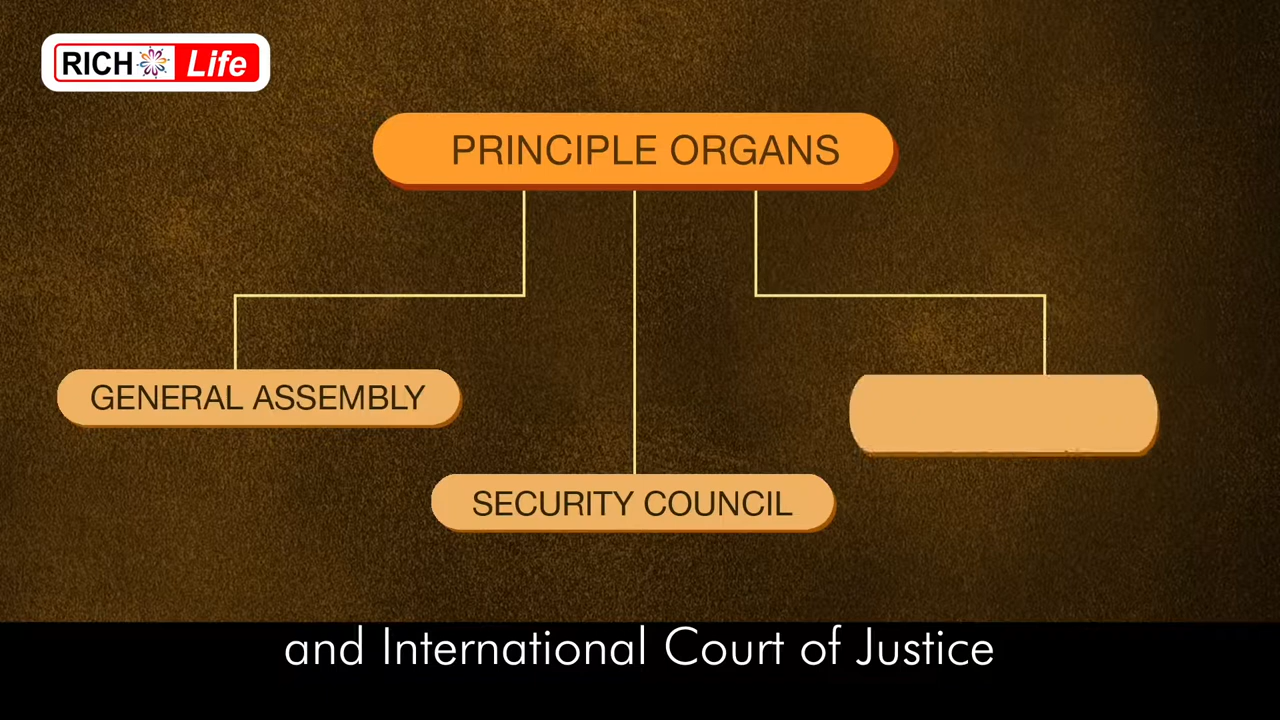 RICH Life
PRINCIPLE ORGANS
GENERAL ASSEMBLY
SECURITY COUNCIL
and International Court of Justice